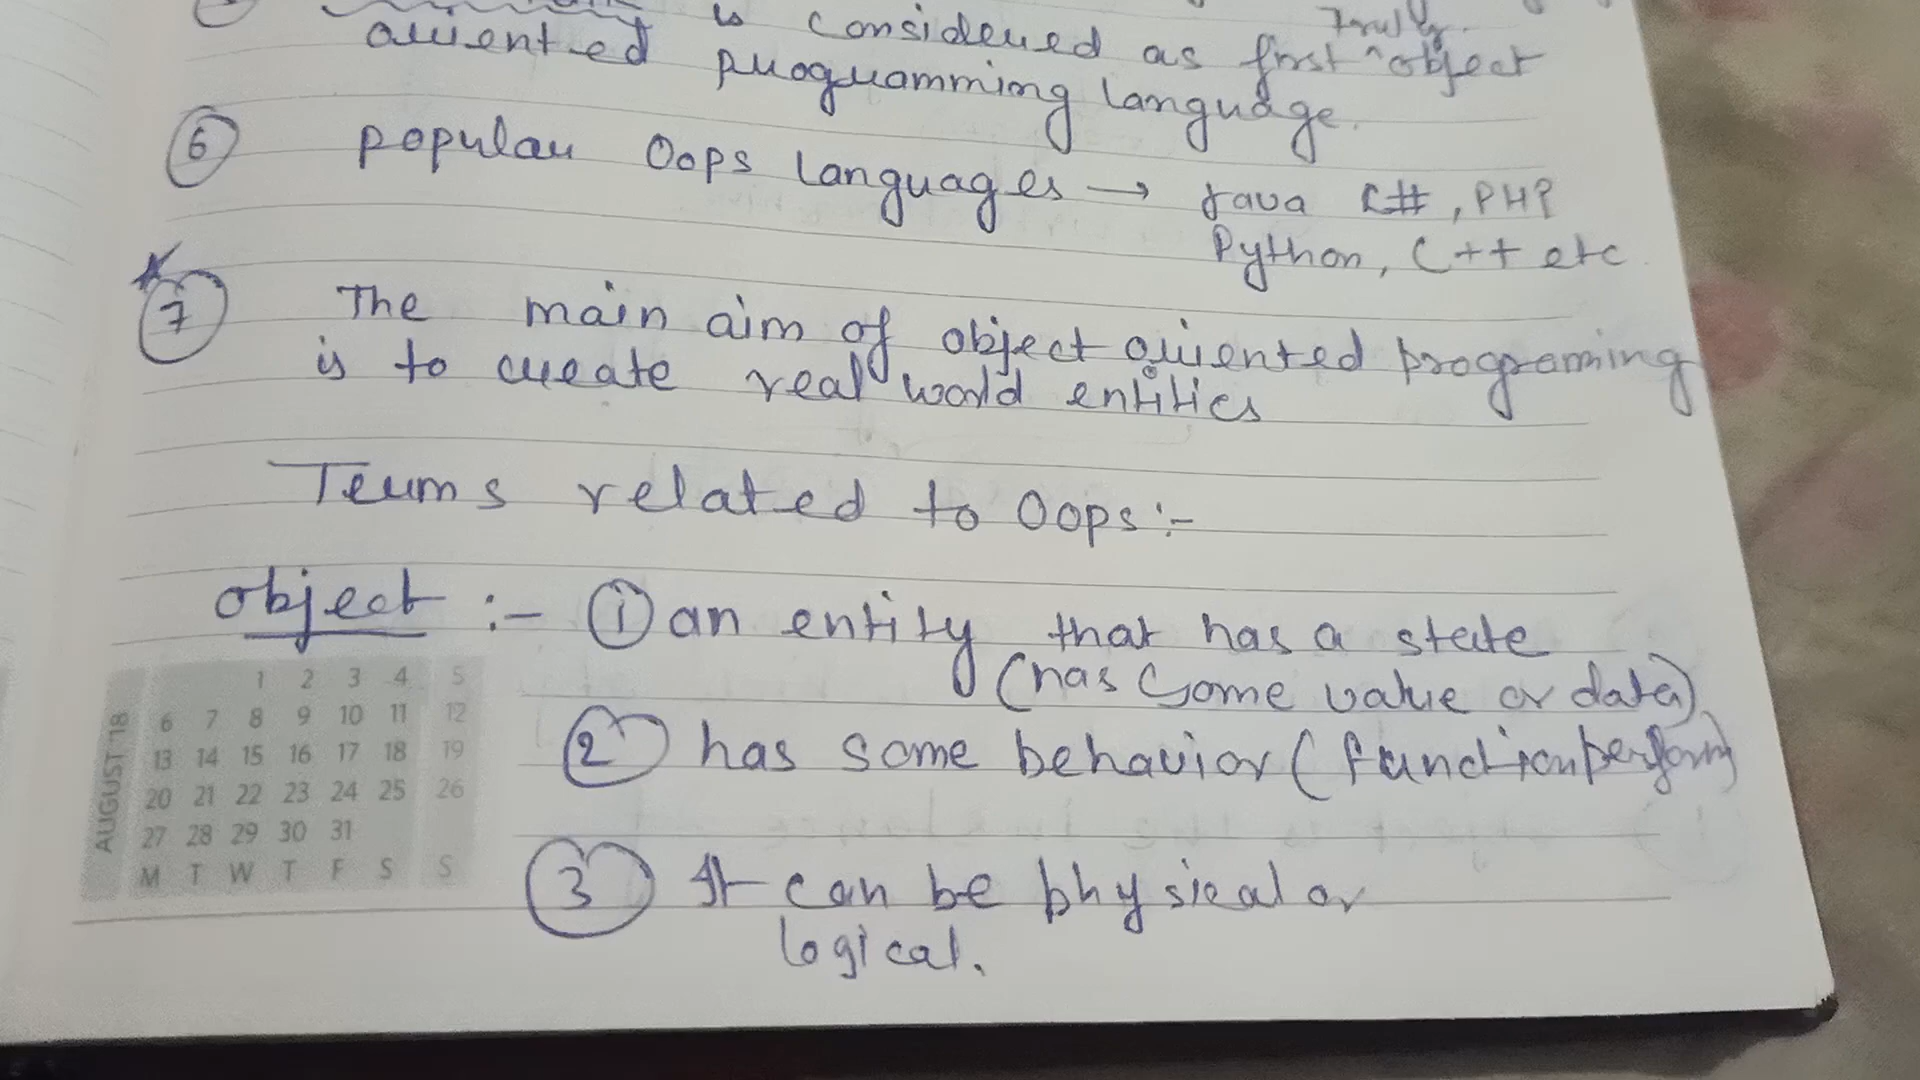 is considered as first ^ Truly object
oriented programming language.
6 popular Oops languages → Java C#, PHP
Python, C++ etc
7 The main aim of object oriented programing
is to create real world entities
Terms related to Oops:-
object :- 1 an entity that has a state
(has some value or data)
2 has some behavior (function perform)
3 It can be physical or
logical.
AUGUST '18
1 2 3 4 5
6 7 8 9 10 11 12
13 14 15 16 17 18 19
20 21 22 23 24 25 26
27 28 29 30 31
M T W T F S S